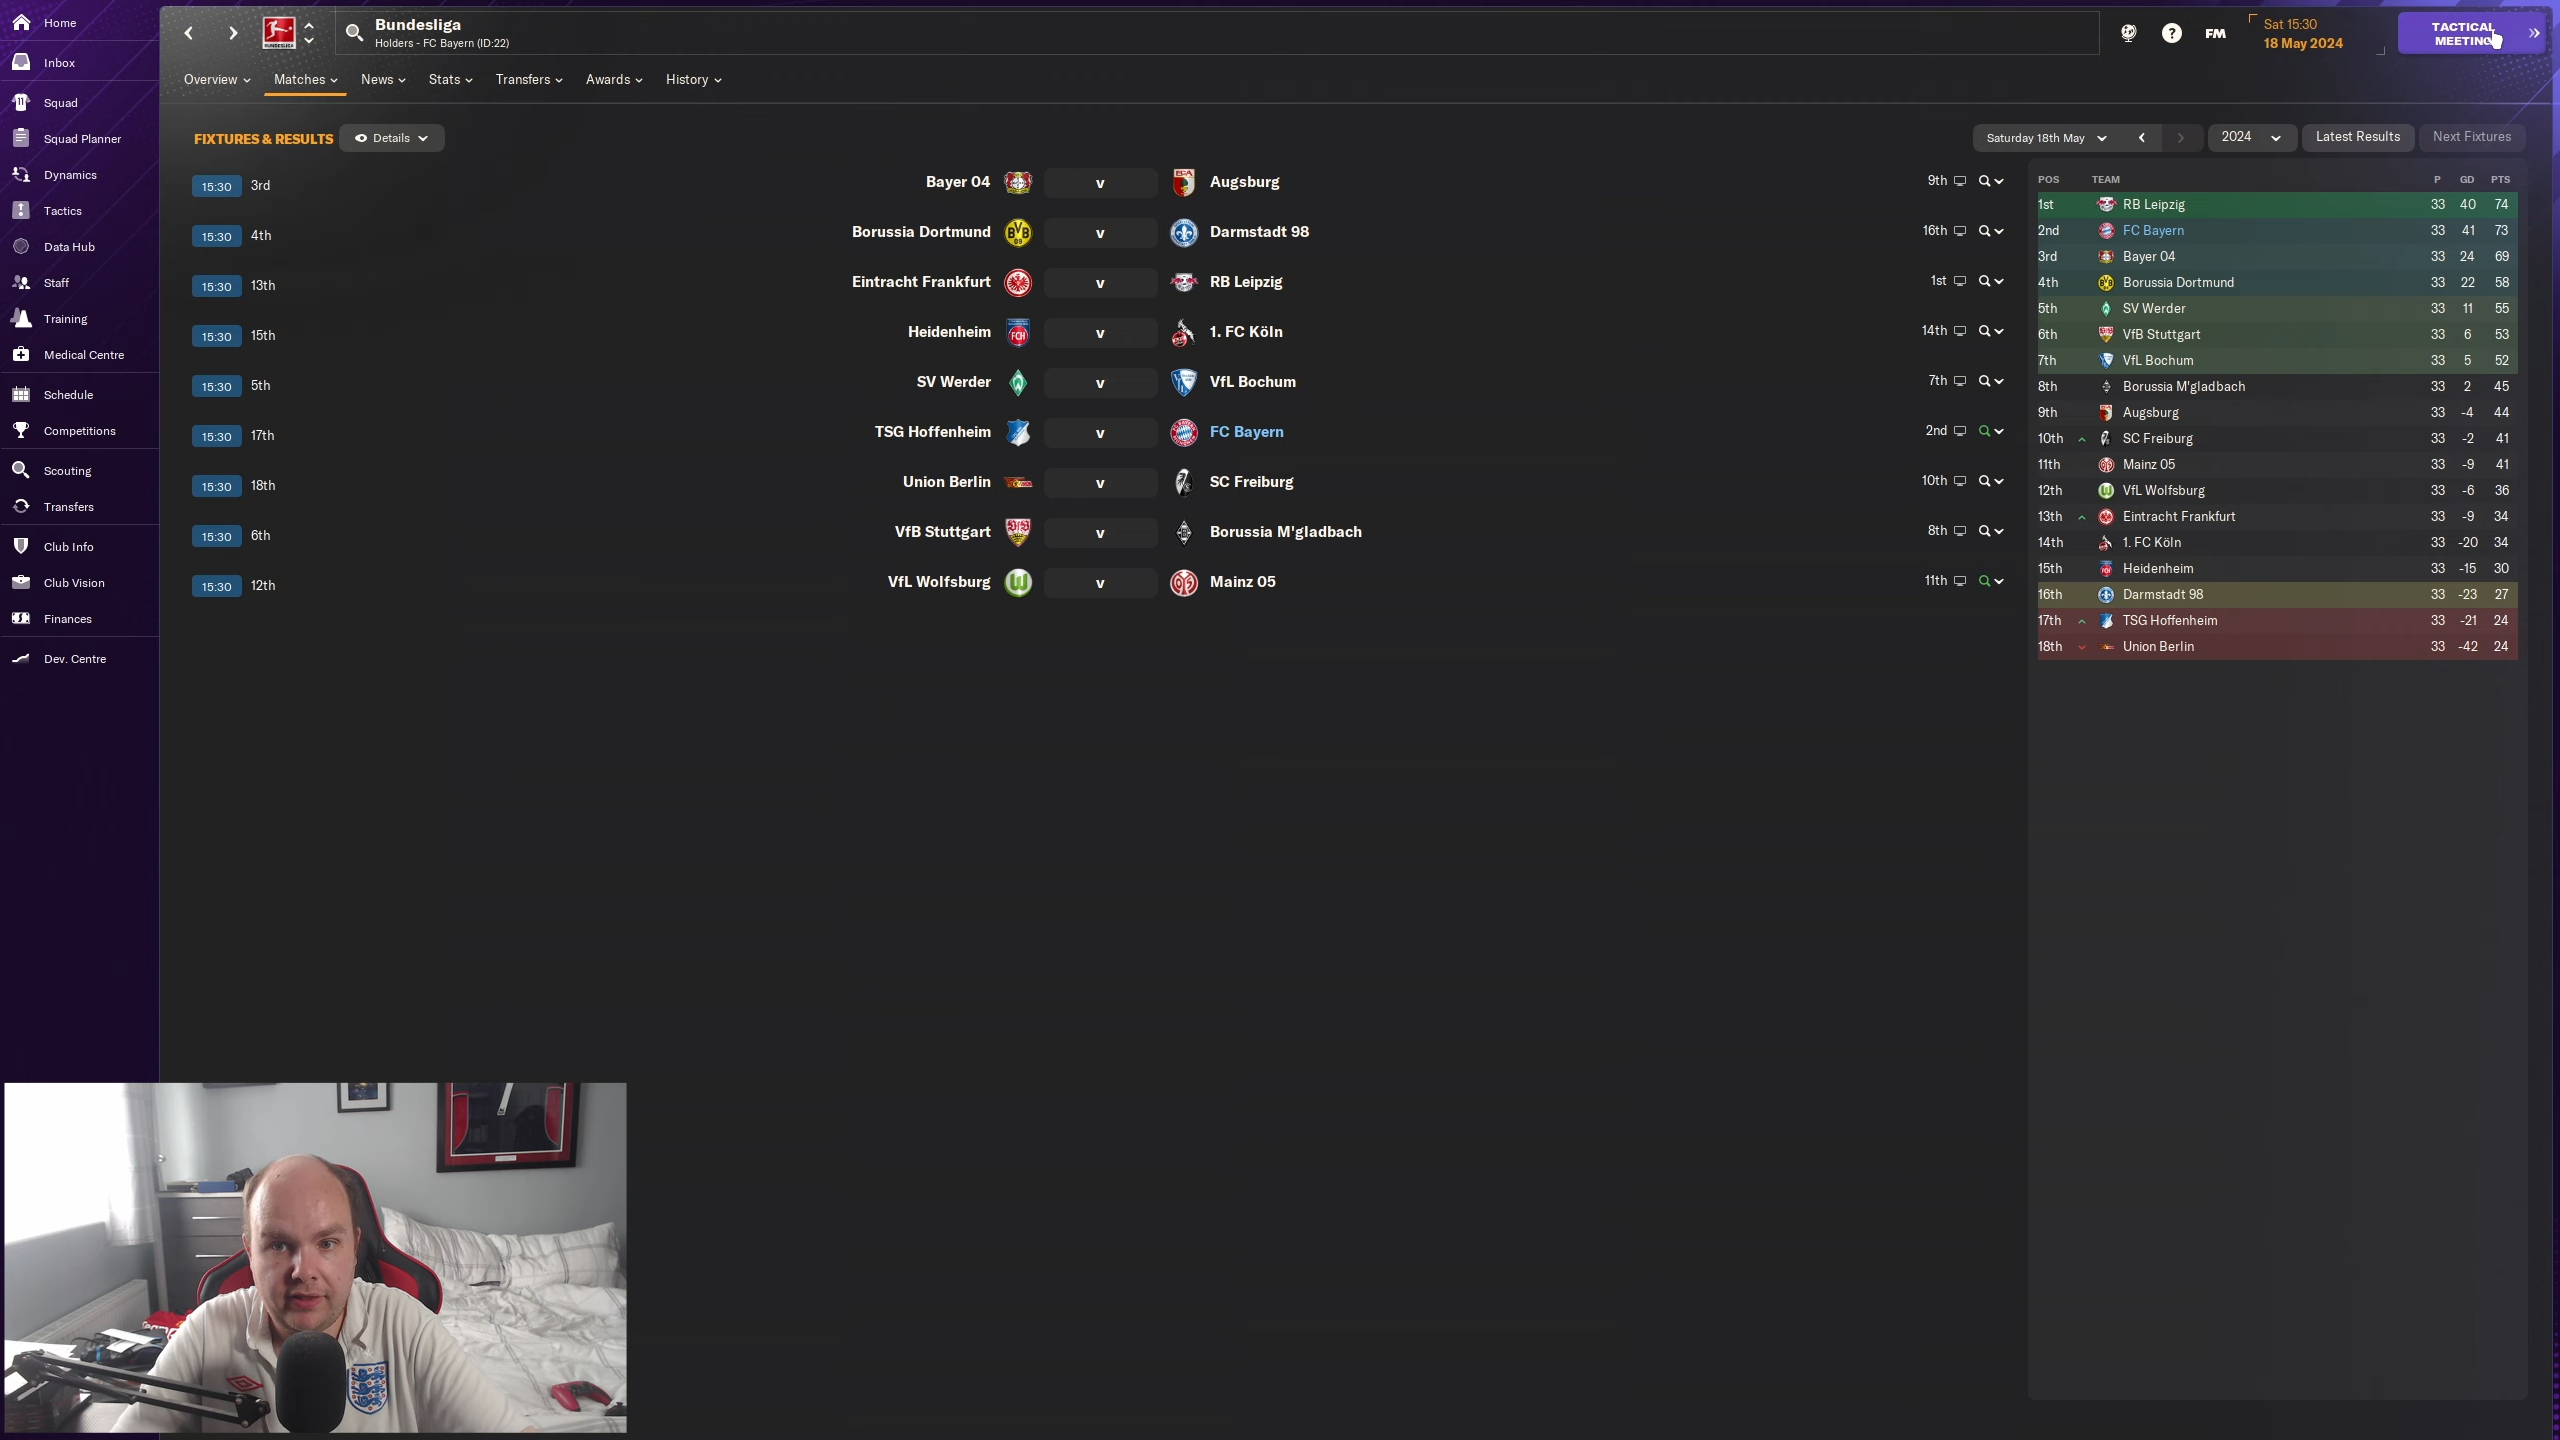 Home
Inbox
Squad
Squad Planner
Dynamics
Tactics
Data Hub
Staff
Training
Medical Centre
Schedule
Competitions
Scouting
Transfers
Club Info
Club Vision
Finances
Dev. Centre
Bundesliga
Holders - FC Bayern (ID:22)
FM
Sat 15:30
18 May 2024
TACTICAL
MEETING
Overview Matches News Stats Transfers Awards History
FIXTURES & RESULTS Details
Saturday 18th May 2024 Latest Results Next Fixtures
15:30 3rd Bayer 04 v Augsburg 9th
15:30 4th Borussia Dortmund v Darmstadt 98 16th
15:30 13th Eintracht Frankfurt v RB Leipzig 1st
15:30 15th Heidenheim v 1. FC Köln 14th
15:30 5th SV Werder v VfL Bochum 7th
15:30 17th TSG Hoffenheim v FC Bayern 2nd
15:30 18th Union Berlin v SC Freiburg 10th
15:30 6th VfB Stuttgart v Borussia M'gladbach 8th
15:30 12th VfL Wolfsburg v Mainz 05 11th
POS TEAM P GD PTS
1st RB Leipzig 33 40 74
2nd FC Bayern 33 41 73
3rd Bayer 04 33 24 69
4th Borussia Dortmund 33 22 58
5th SV Werder 33 11 55
6th VfB Stuttgart 33 6 53
7th VfL Bochum 33 5 52
8th Borussia M'gladbach 33 2 45
9th Augsburg 33 -4 44
10th SC Freiburg 33 -2 41
11th Mainz 05 33 -9 41
12th VfL Wolfsburg 33 -6 36
13th Eintracht Frankfurt 33 -9 34
14th 1. FC Köln 33 -20 34
15th Heidenheim 33 -15 30
16th Darmstadt 98 33 -23 27
17th TSG Hoffenheim 33 -21 24
18th Union Berlin 33 -42 24